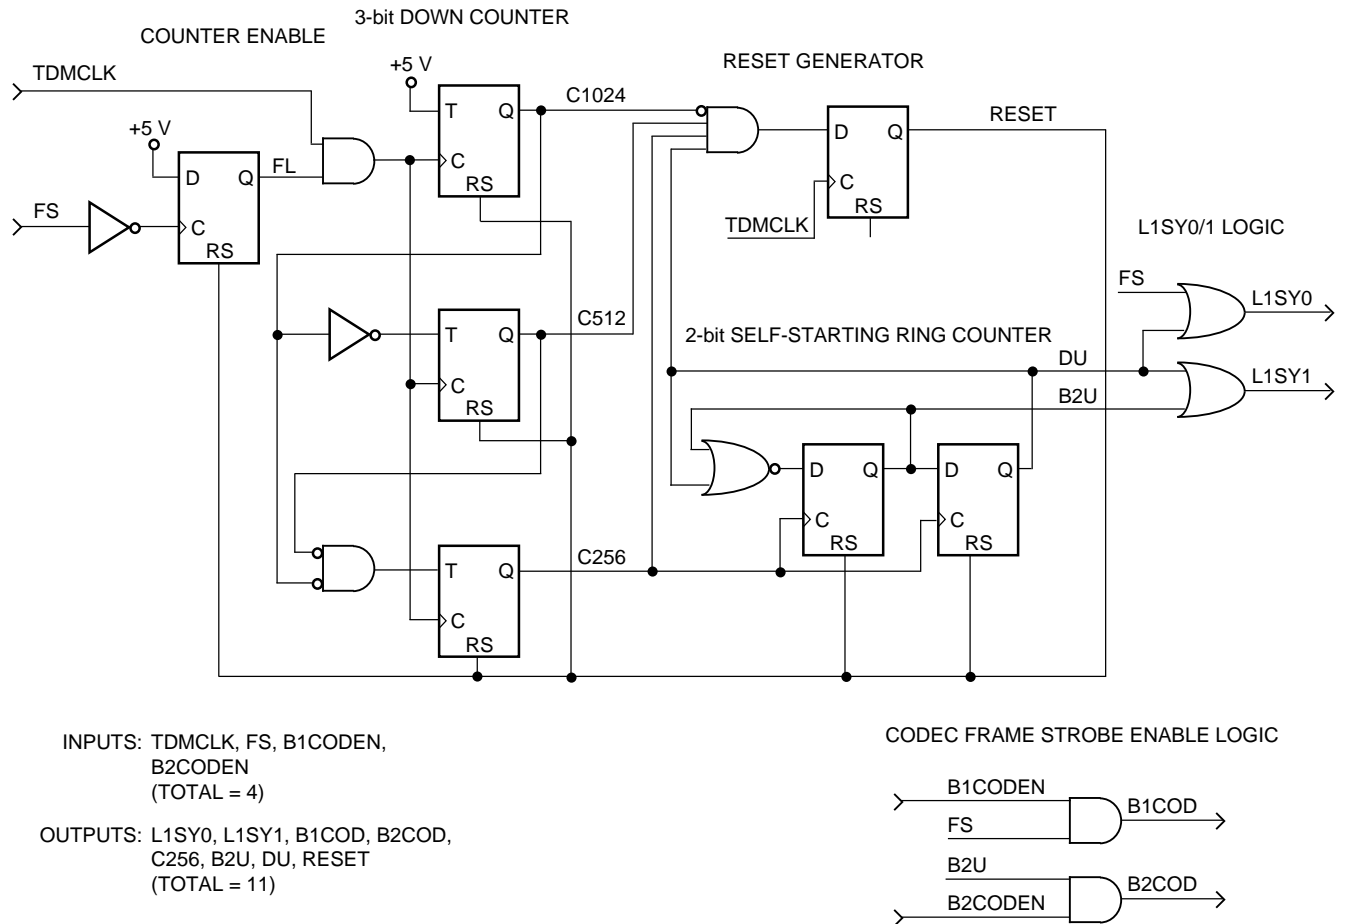 3-bit DOWN COUNTER
COUNTER ENABLE
TDMCLK
+5 V
D
Q
FL
FS
C
RS
+5 V
T
Q
C1024
C
RS
RESET GENERATOR
D
Q
RESET
C
RS
TDMCLK
L1SY0/1 LOGIC
FS
L1SY0
L1SY1
T
Q
C512
C
RS
2-bit SELF-STARTING RING COUNTER
DU
B2U
D
Q
C
RS
D
Q
C
RS
T
Q
C256
C
RS
INPUTS: TDMCLK, FS, B1CODEN,
B2CODEN
(TOTAL = 4)
OUTPUTS: L1SY0, L1SY1, B1COD, B2COD,
C256, B2U, DU, RESET
(TOTAL = 11)
CODEC FRAME STROBE ENABLE LOGIC
B1CODEN
B1COD
FS
B2U
B2COD
B2CODEN